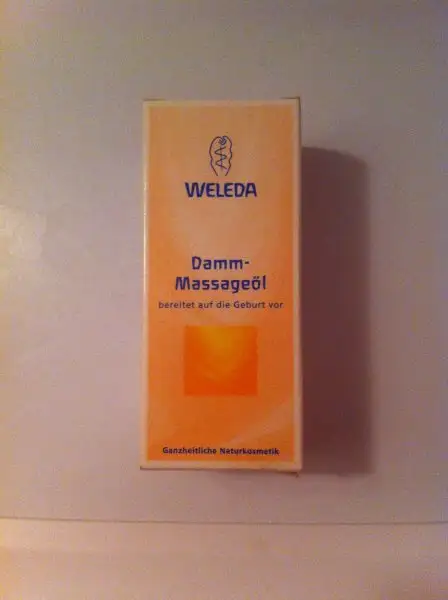 WELEDA
Damm-
Massageöl
bereitet auf die Geburt vor
Ganzheitliche Naturkosmetik